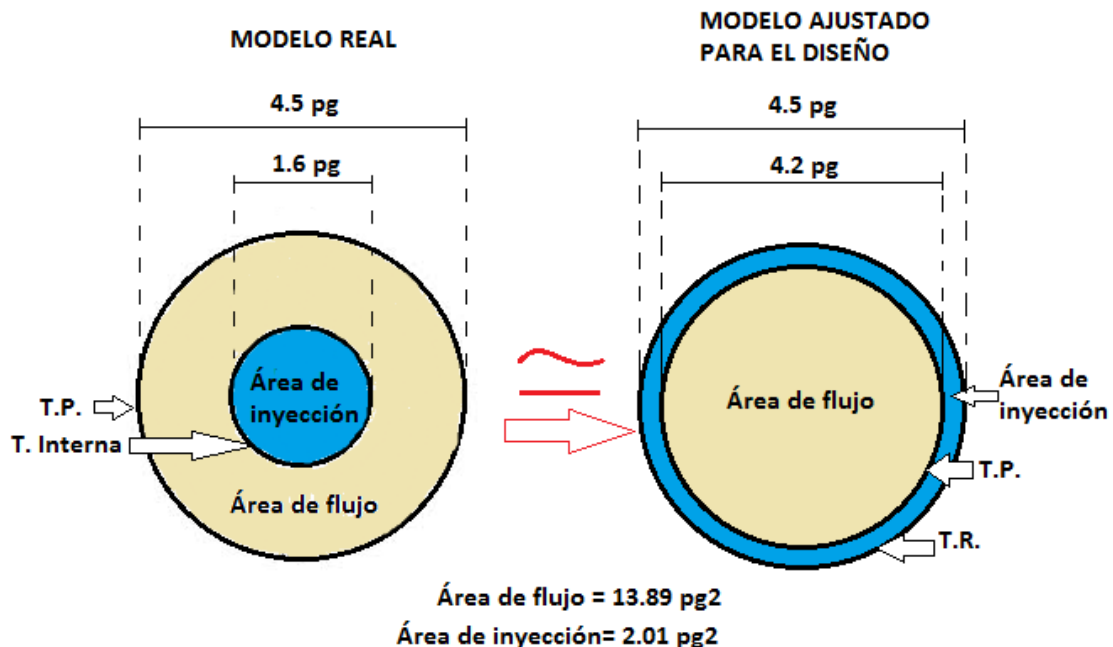 MODELO REAL
4.5 pg
1.6 pg
Área de
inyección
T.P.
T. Interna
Área de flujo
MODELO AJUSTADO
PARA EL DISEÑO
4.5 pg
4.2 pg
Área de flujo
Área de
inyección
T.P.
T.R.
Área de flujo = 13.89 pg2
Área de inyección= 2.01 pg2